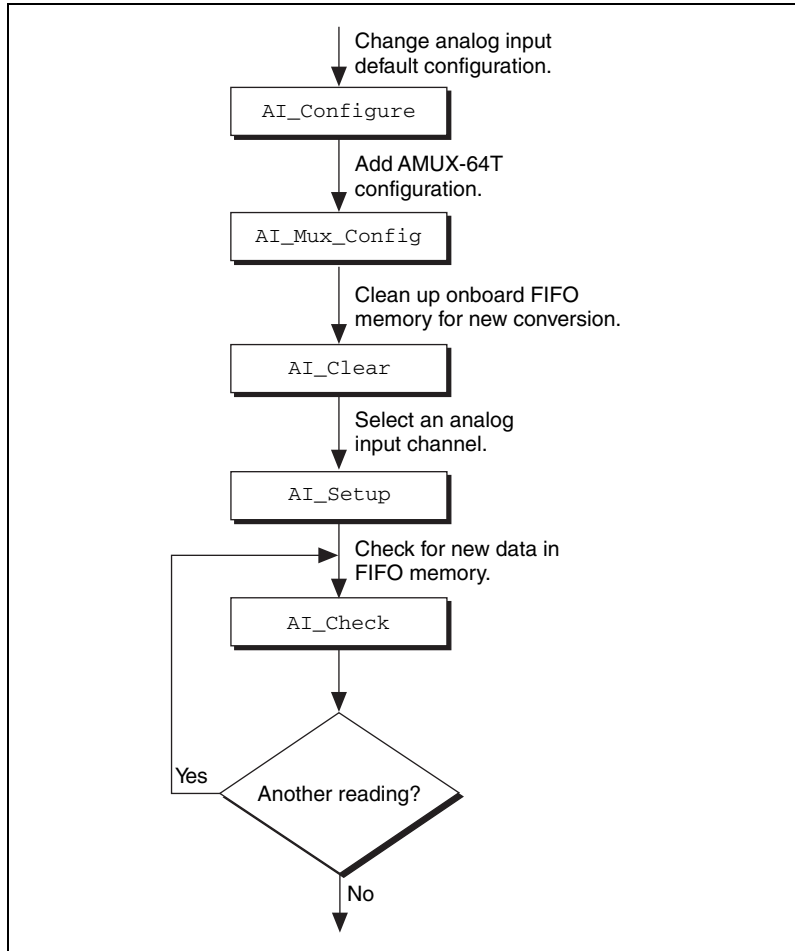 Change analog input
default configuration.
AI_Configure
Add AMUX-64T
configuration.
AI_Mux_Config
Clean up onboard FIFO
memory for new conversion.
AI_Clear
Select an analog
input channel.
AI_Setup
Check for new data in
FIFO memory.
AI_Check
Yes
Another reading?
No